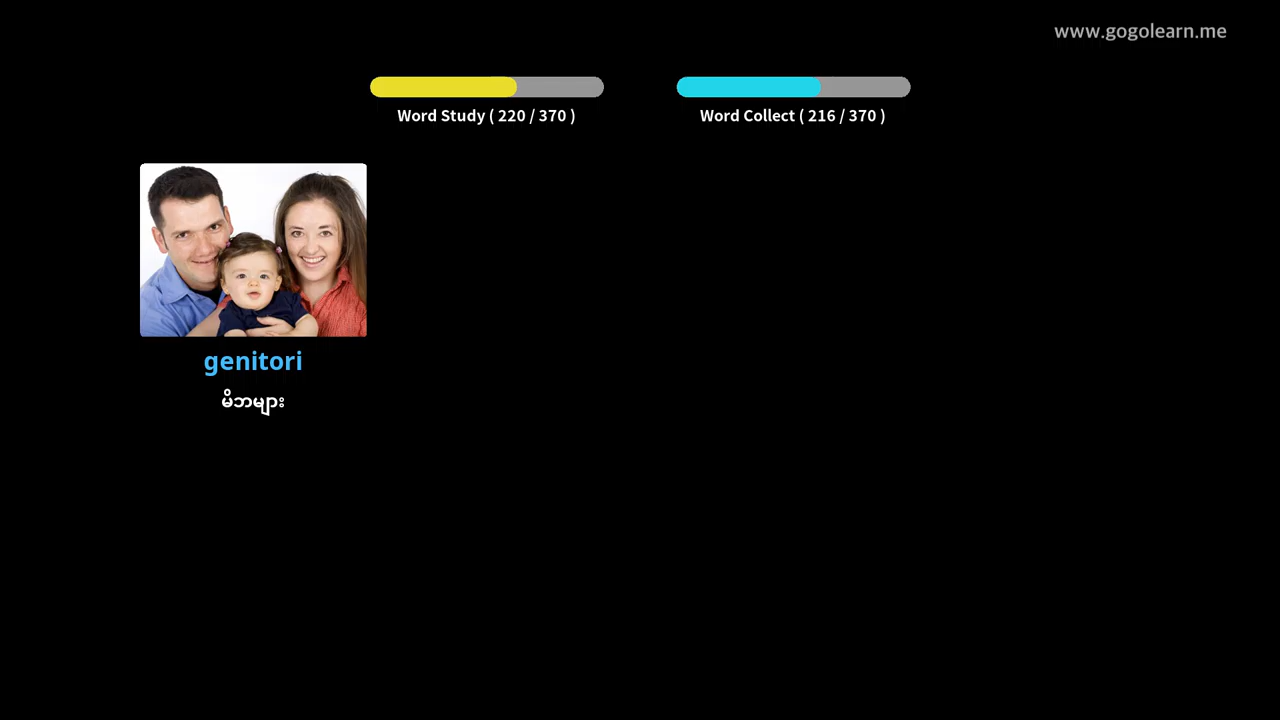 www.gogolearn.me
Word Study ( 220 / 370 )
Word Collect ( 216 / 370 )
genitori
မိဘများ